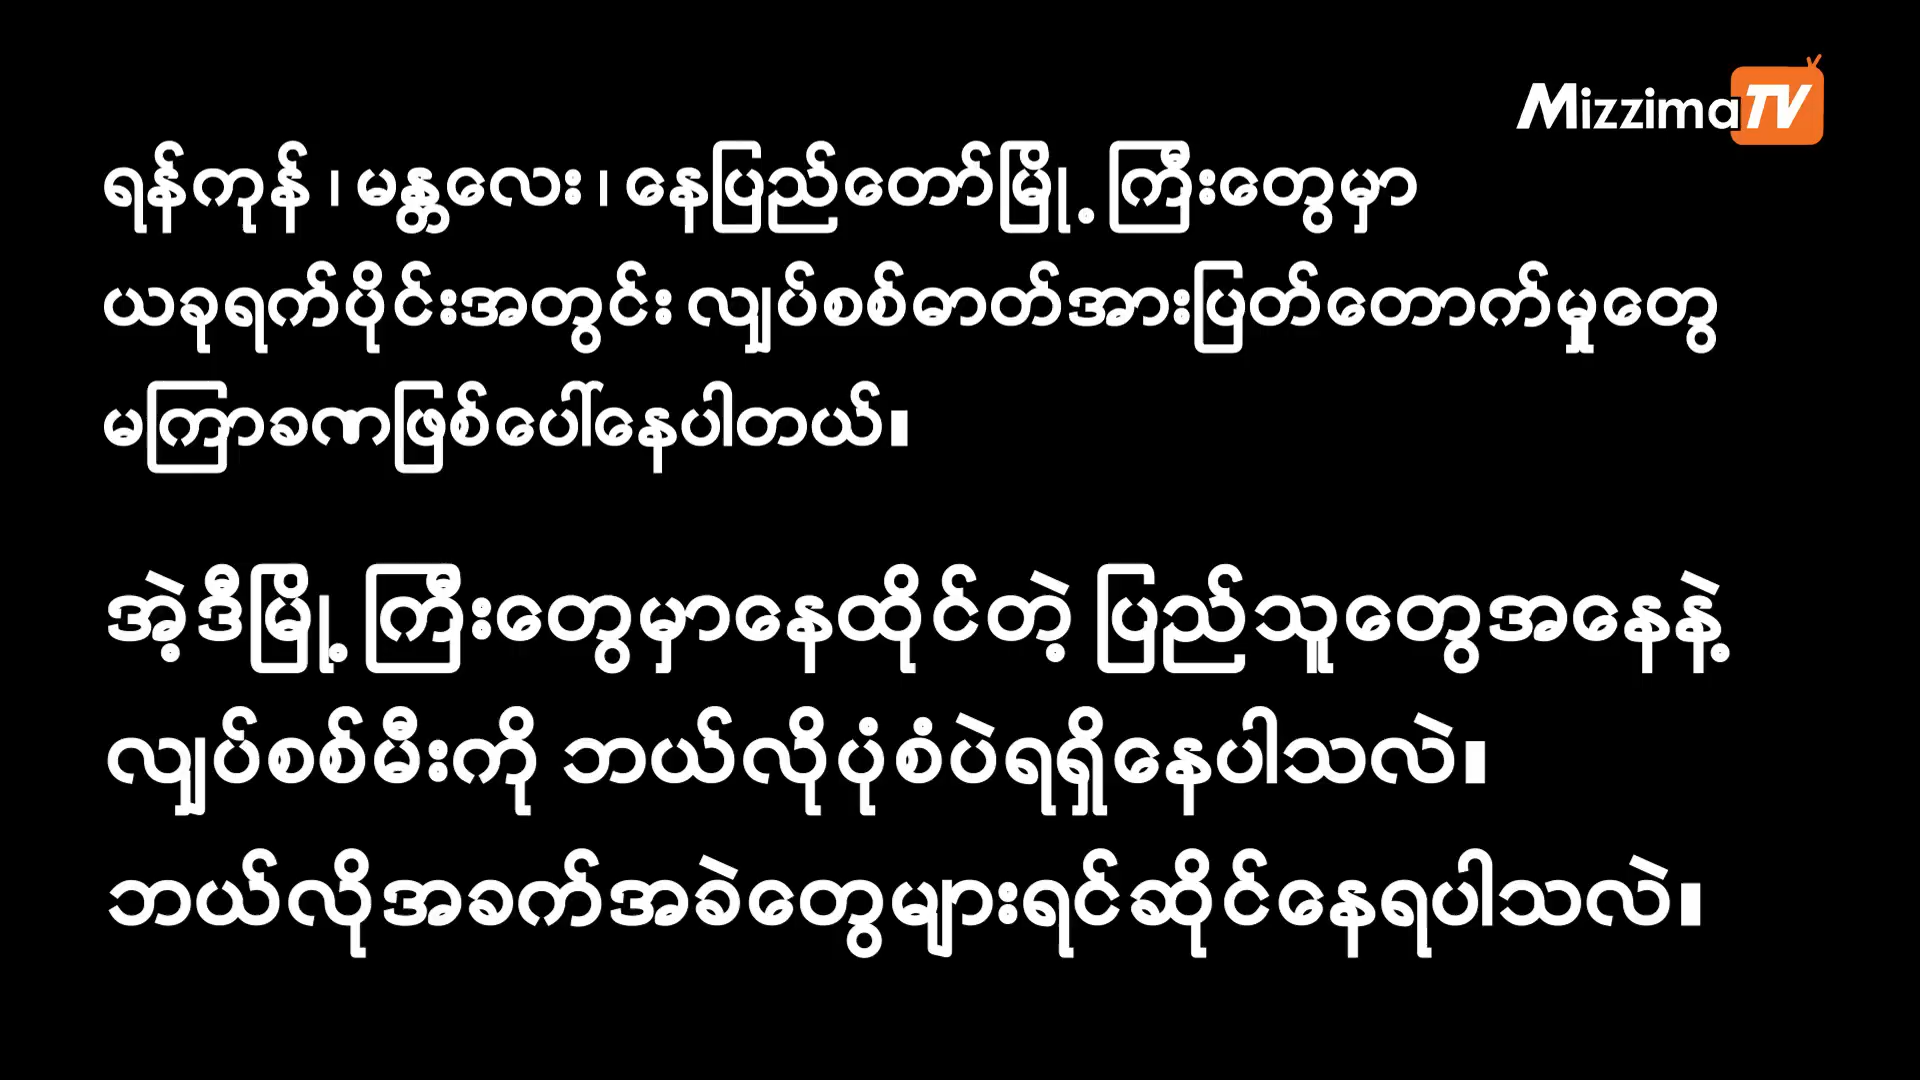 MizzimaTV
ရန်ကုန်၊ မန္တလေး၊ နေပြည်တော်မြို့ကြီးတွေမှာ
ယခုရက်ပိုင်းအတွင်း လျှပ်စစ်ဓာတ်အားပြတ်တောက်မှုတွေ
မကြာခဏဖြစ်ပေါ်နေပါတယ်။
အဲ့ဒီမြို့ကြီးတွေမှာနေထိုင်တဲ့ ပြည်သူတွေအနေနဲ့
လျှပ်စစ်မီးကို ဘယ်လိုပုံစံပဲရရှိနေပါသလဲ။
ဘယ်လိုအခက်အခဲတွေများရင်ဆိုင်နေရပါသလဲ။